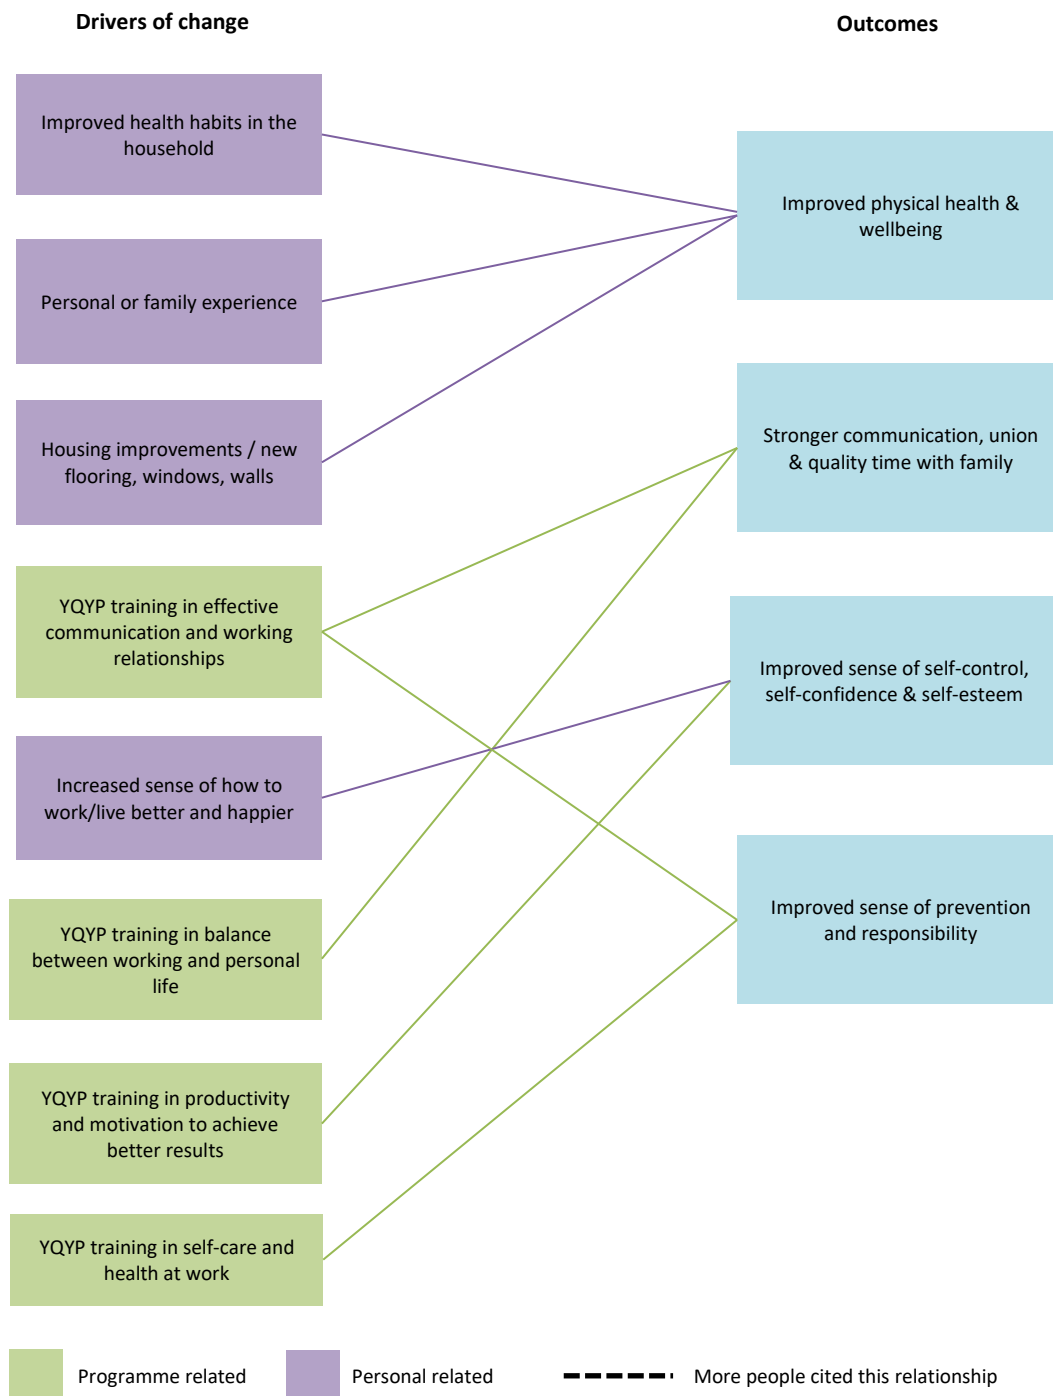 Drivers of change
Outcomes
Improved health habits in the
household
Personal or family experience
Housing improvements / new
flooring, windows, walls
YQYP training in effective
communication and working
relationships
Increased sense of how to
work/live better and happier
YQYP training in balance
between working and personal
life
YQYP training in productivity
and motivation to achieve
better results
YQYP training in self-care and
health at work
Improved physical health &
wellbeing
Stronger communication, union
& quality time with family
Improved sense of self-control,
self-confidence & self-esteem
Improved sense of prevention
and responsibility
Programme related
Personal related
More people cited this relationship